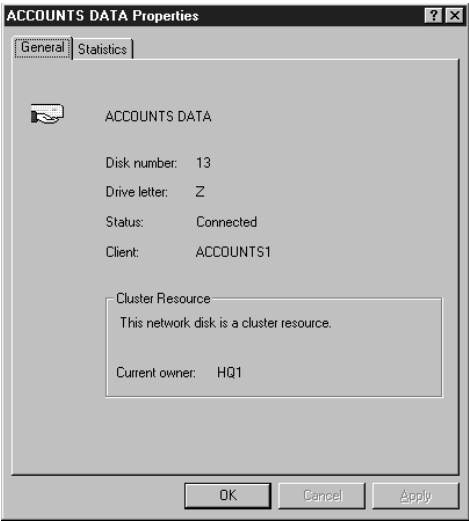 ACCOUNTS DATA Properties
General Statistics
ACCOUNTS DATA
Disk number: 13
Drive letter: Z
Status: Connected
Client: ACCOUNTS1
Cluster Resource
This network disk is a cluster resource.
Current owner: HQ1
OK Cancel Apply